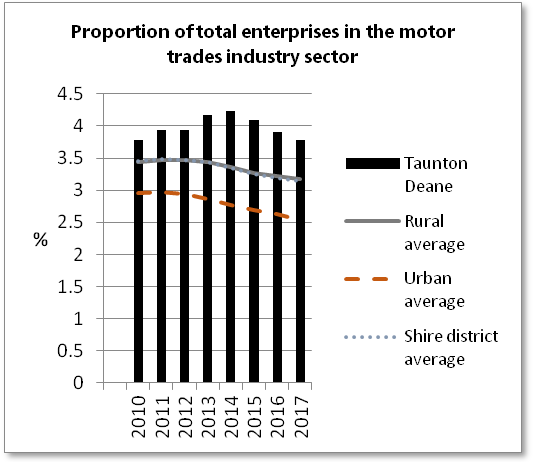 Proportion of total enterprises in the motor
trades industry sector
4.5
4
3.5
3
2.5
2
1.5
1
0.5
0
%
2010
2011
2012
2013
2014
2015
2016
2017
Taunton
Deane
Rural
average
Urban
average
Shire district
average